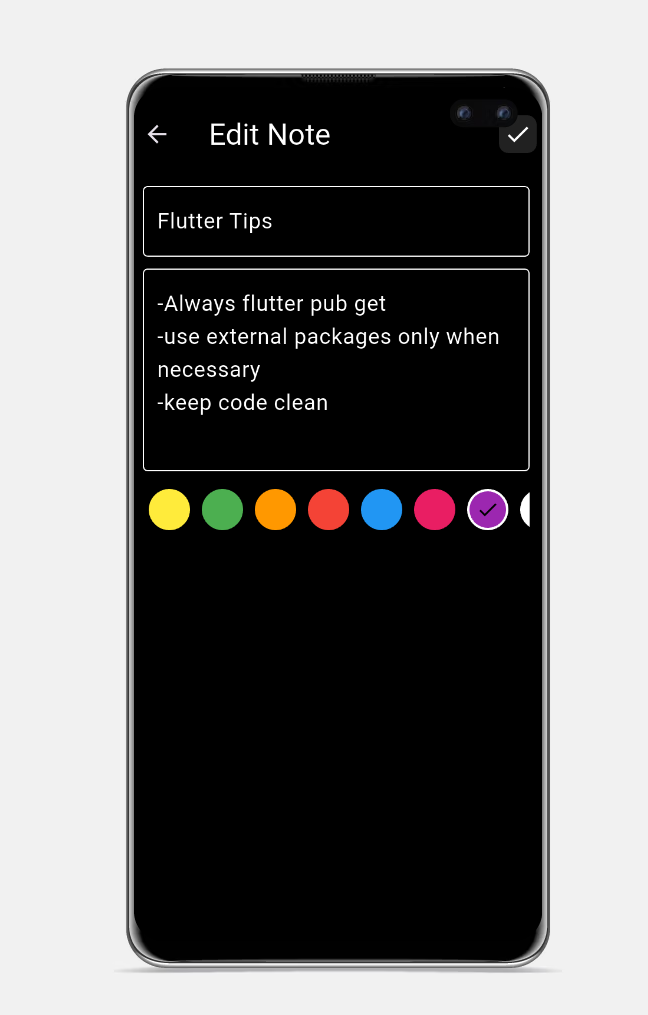 Edit Note
Flutter Tips
-Always flutter pub get
-use external packages only when
necessary
-keep code clean